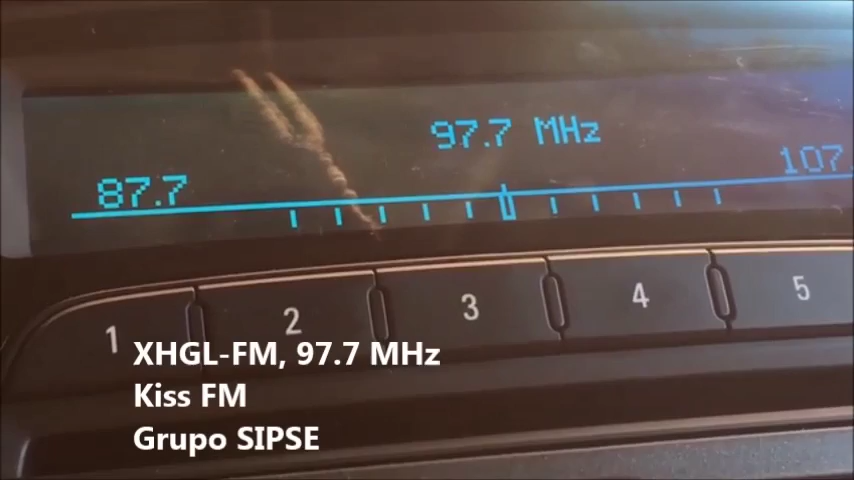 97.7 MHz
87.7
107.
1 2 3 4 5
XHGL-FM, 97.7 MHz
Kiss FM
Grupo SIPSE